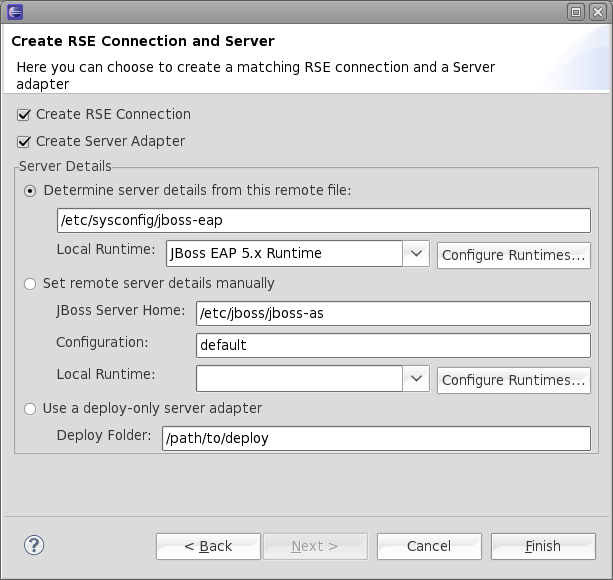 Create RSE Connection and Server
Here you can choose to create a matching RSE connection and a Server
adapter
Create RSE Connection
Create Server Adapter
Server Details
Determine server details from this remote file:
/etc/sysconfig/jboss-eap
Local Runtime: JBoss EAP 5.x Runtime Configure Runtimes...
Set remote server details manually
JBoss Server Home: /etc/jboss/jboss-as
Configuration: default
Local Runtime: Configure Runtimes...
Use a deploy-only server adapter
Deploy Folder: /path/to/deploy
? < Back Next > Cancel Finish